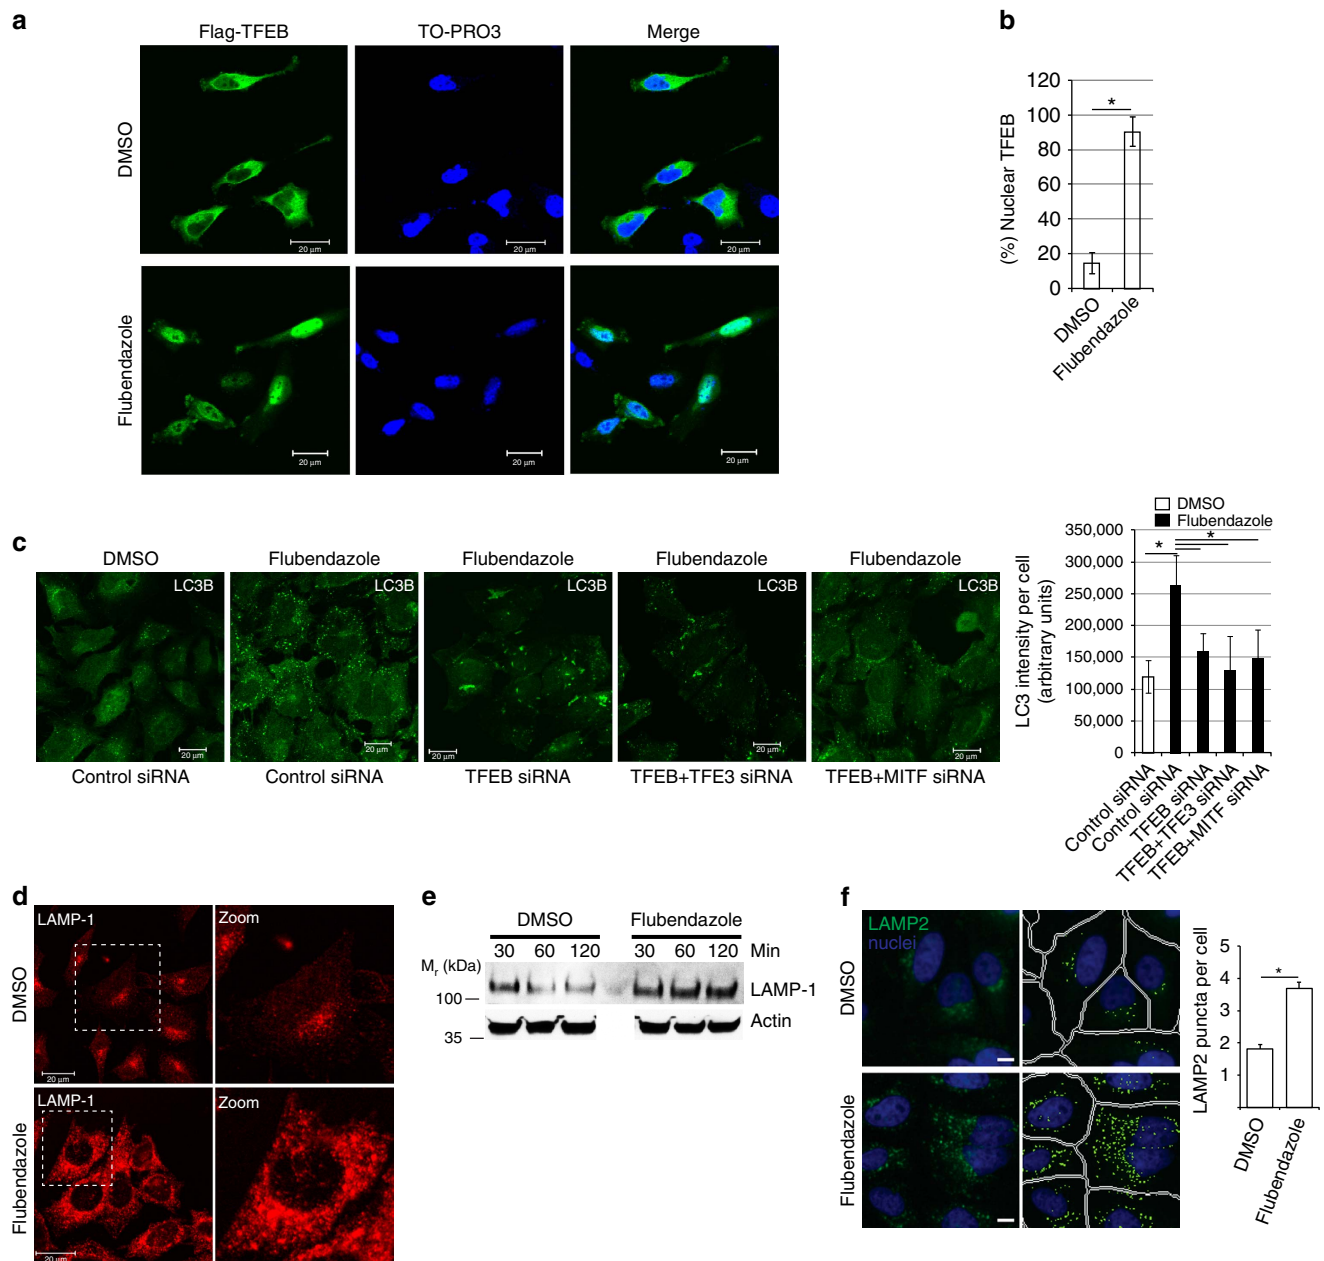 a
Flag-TFEB
TO-PRO3
Merge
DMSO
20 µm
20 µm
20 µm
Flubendazole
20 µm
20 µm
20 µm
b
(%) Nuclear TFEB
120
100
80
60
40
20
0
*
DMSO
Flubendazole
c
DMSO
Flubendazole
Flubendazole
Flubendazole
Flubendazole
LC3B
LC3B
LC3B
LC3B
LC3B
20 µm
20 µm
20 µm
20 µm
20 µm
Control siRNA
Control siRNA
TFEB siRNA
TFEB+TFE3 siRNA
TFEB+MITF siRNA
DMSO
Flubendazole
LC3 intensity per cell
(arbitrary units)
350,000
300,000
250,000
200,000
150,000
100,000
50,000
0
*
*
Control siRNA
Control siRNA
TFEB siRNA
TFEB+TFE3 siRNA
TFEB+MITF siRNA
d
LAMP-1
Zoom
DMSO
20 µm
LAMP-1
Zoom
Flubendazole
20 µm
e
DMSO
Flubendazole
30 60 120
30 60 120
Min
Mr (kDa)
100
LAMP-1
35
Actin
f
LAMP2
nuclei
DMSO
Flubendazole
LAMP2 puncta per cell
5
4
3
2
1
*
DMSO
Flubendazole